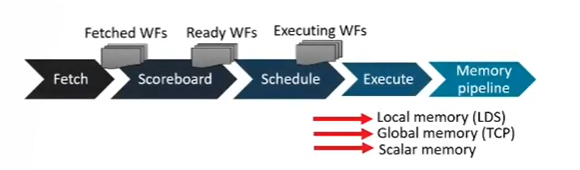 Fetched WFs
Ready WFs
Executing WFs
Fetch
Scoreboard
Schedule
Execute
Memory
pipeline
Local memory (LDS)
Global memory (TCP)
Scalar memory